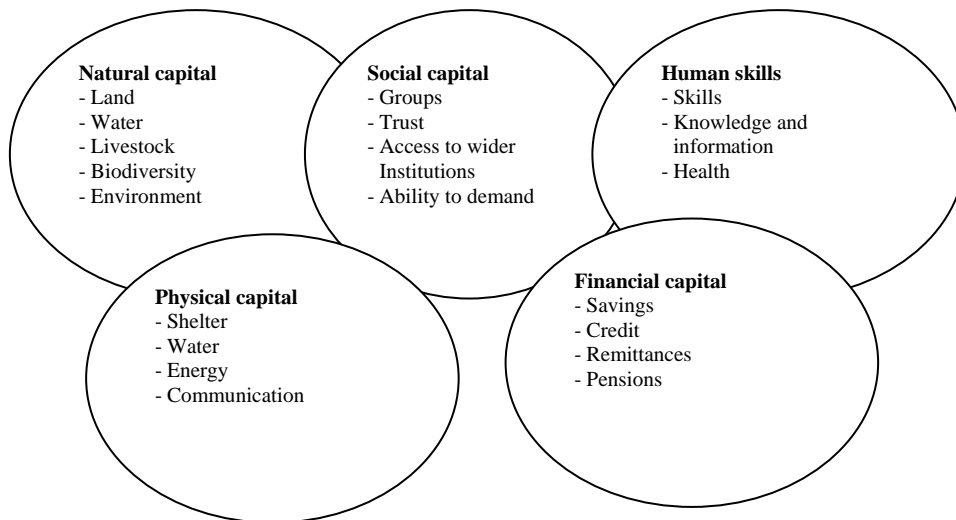 Natural capital
- Land
- Water
- Livestock
- Biodiversity
- Environment
Social capital
- Groups
- Trust
- Access to wider
Institutions
- Ability to demand
Human skills
- Skills
- Knowledge and
information
- Health
Physical capital
- Shelter
- Water
- Energy
- Communication
Financial capital
- Savings
- Credit
- Remittances
- Pensions